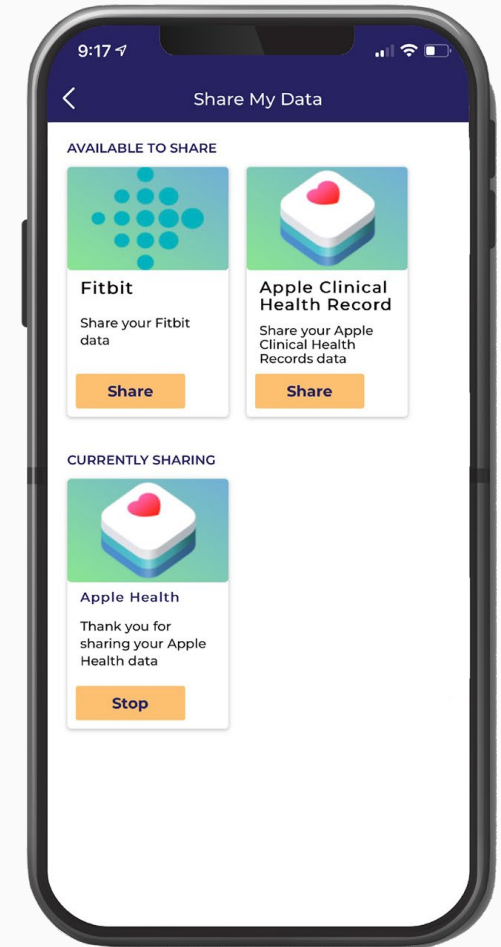 9:17
Share My Data
AVAILABLE TO SHARE
Fitbit
Share your Fitbit
data
Share
Apple Clinical
Health Record
Share your Apple
Clinical Health
Records data
Share
CURRENTLY SHARING
Apple Health
Thank you for
sharing your Apple
Health data
Stop